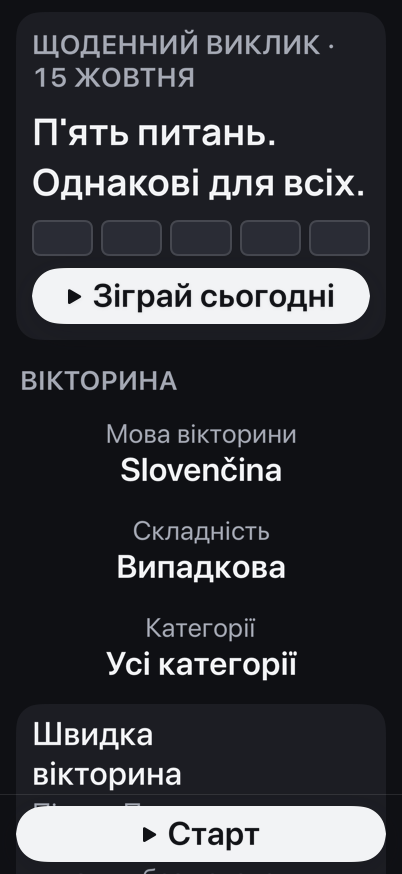 ЩОДЕННИЙ ВИКЛИК ·
15 ЖОВТНЯ
П'ять питань.
Однакові для всіх.
Зіграй сьогодні
ВІКТОРИНА
Мова вікторини
Slovenčina
Складність
Випадкова
Категорії
Усі категорії
Швидка
вікторина
Старт